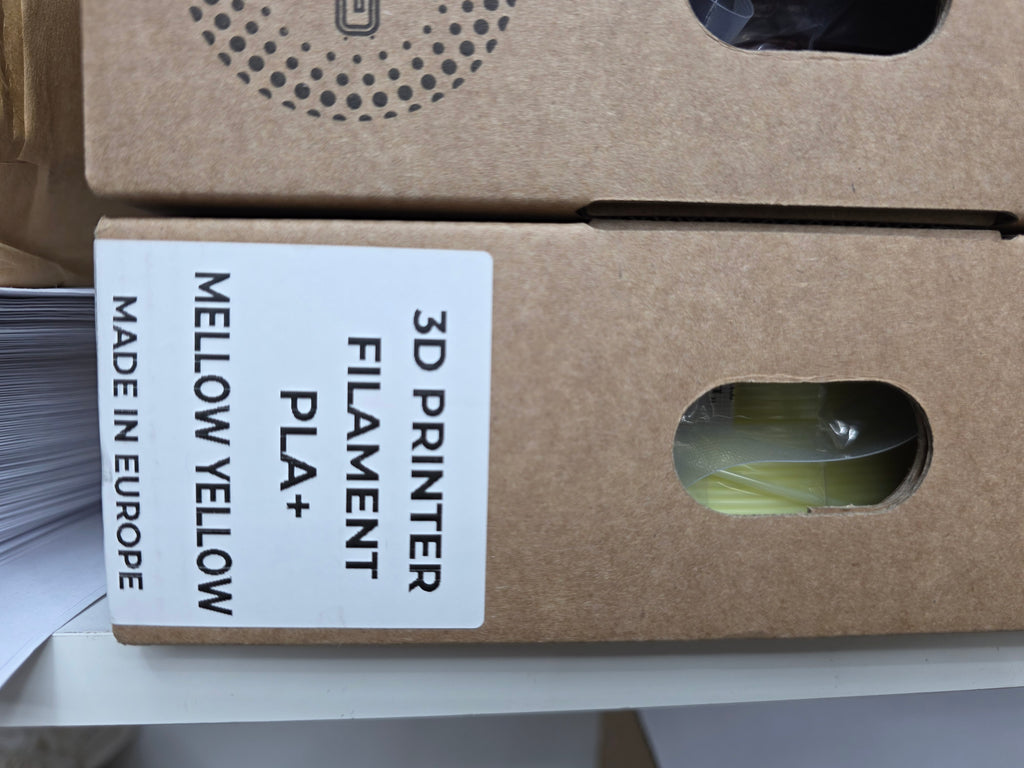 3D PRINTER
FILAMENT
PLA+
MELLOW YELLOW
MADE IN EUROPE